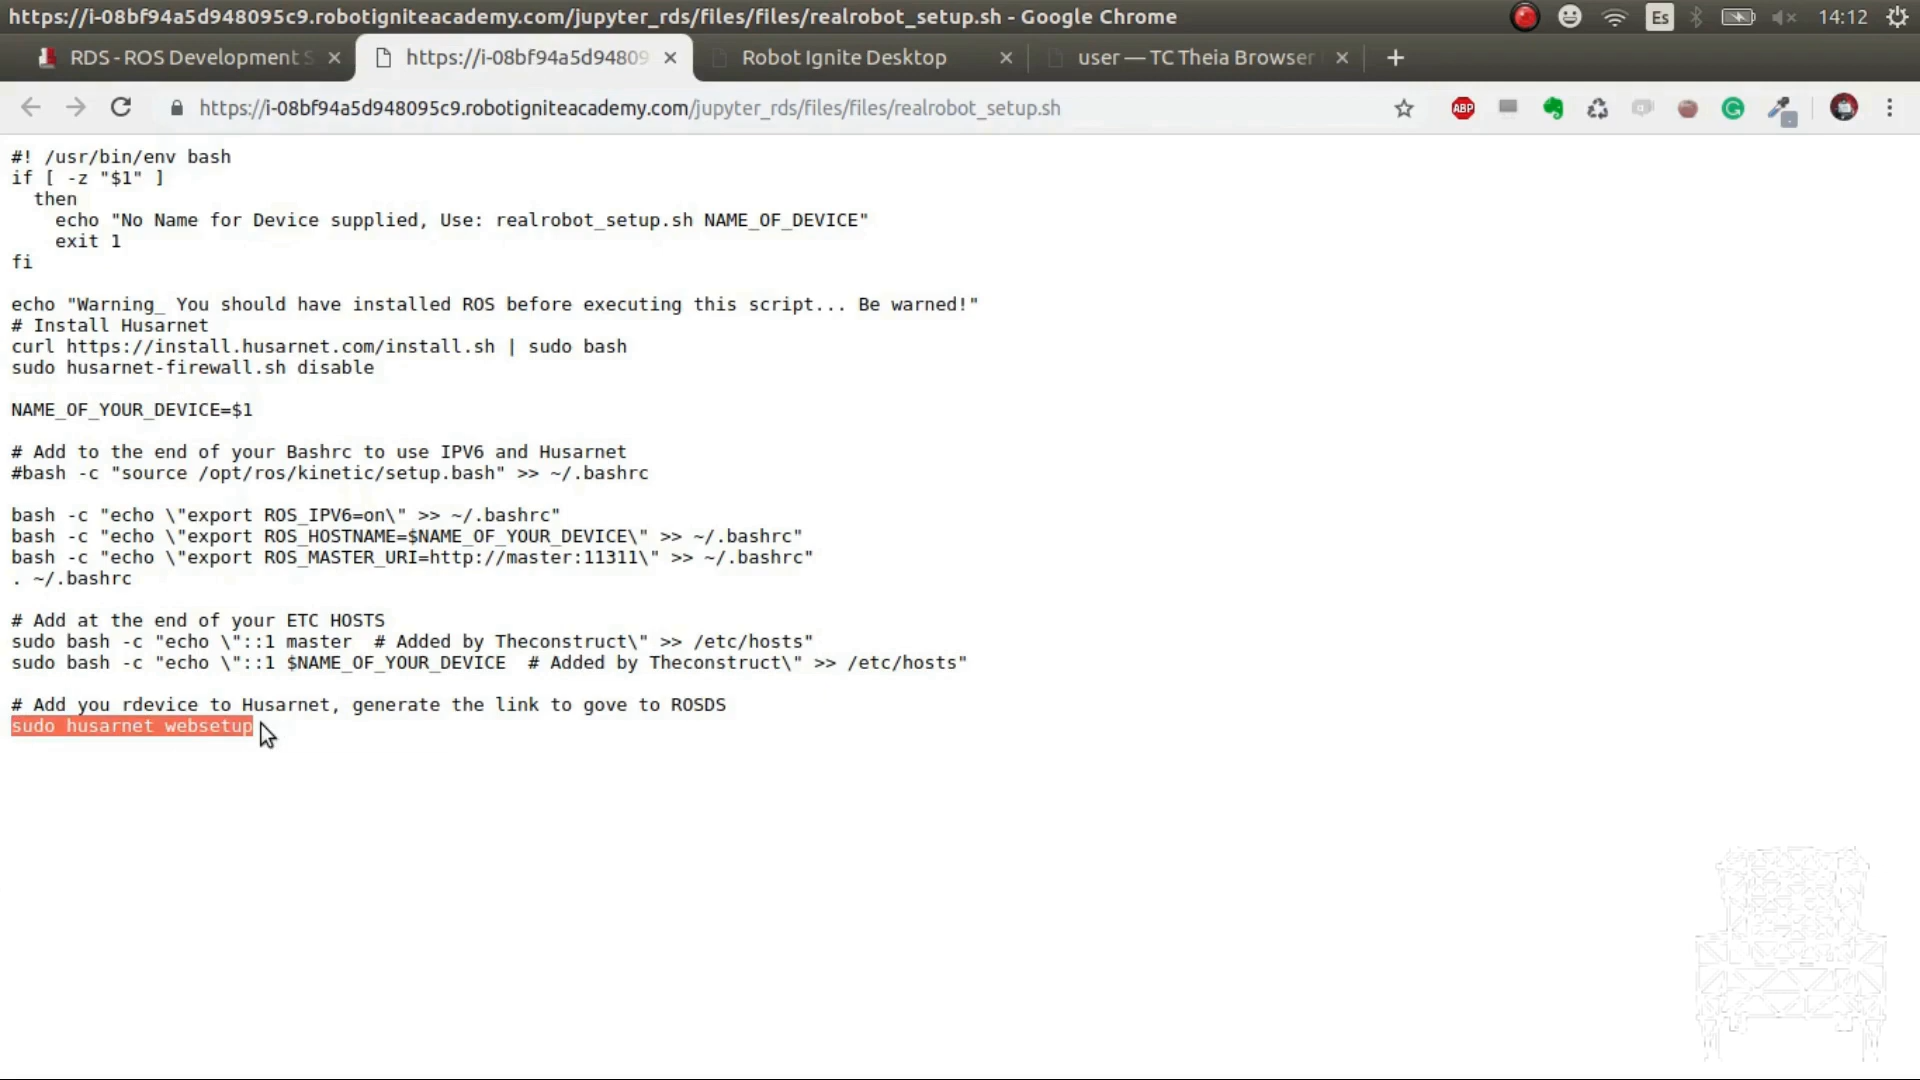 https://i-08bf94a5d948095c9.robotigniteacademy.com/jupyter_rds/files/files/realrobot_setup.sh - Google Chrome
Es
14:12
RDS - ROS Development S
https://i-08bf94a5d94809
Robot Ignite Desktop
user — TC Theia Browser
https://i-08bf94a5d948095c9.robotigniteacademy.com/jupyter_rds/files/files/realrobot_setup.sh
ABP
#! /usr/bin/env bash
if [ -z "$1" ]
then
echo "No Name for Device supplied, Use: realrobot_setup.sh NAME_OF_DEVICE"
exit 1
fi
echo "Warning_ You should have installed ROS before executing this script... Be warned!"
# Install Husarnet
curl https://install.husarnet.com/install.sh | sudo bash
sudo husarnet-firewall.sh disable
NAME_OF_YOUR_DEVICE=$1
# Add to the end of your Bashrc to use IPV6 and Husarnet
#bash -c "source /opt/ros/kinetic/setup.bash" >> ~/.bashrc
bash -c "echo \"export ROS_IPV6=on\" >> ~/.bashrc"
bash -c "echo \"export ROS_HOSTNAME=$NAME_OF_YOUR_DEVICE\" >> ~/.bashrc"
bash -c "echo \"export ROS_MASTER_URI=http://master:11311\" >> ~/.bashrc"
. ~/.bashrc
# Add at the end of your ETC HOSTS
sudo bash -c "echo \"::1 master  # Added by Theconstruct\" >> /etc/hosts"
sudo bash -c "echo \"::1 $NAME_OF_YOUR_DEVICE  # Added by Theconstruct\" >> /etc/hosts"
# Add you rdevice to Husarnet, generate the link to gove to ROSDS
sudo husarnet websetup